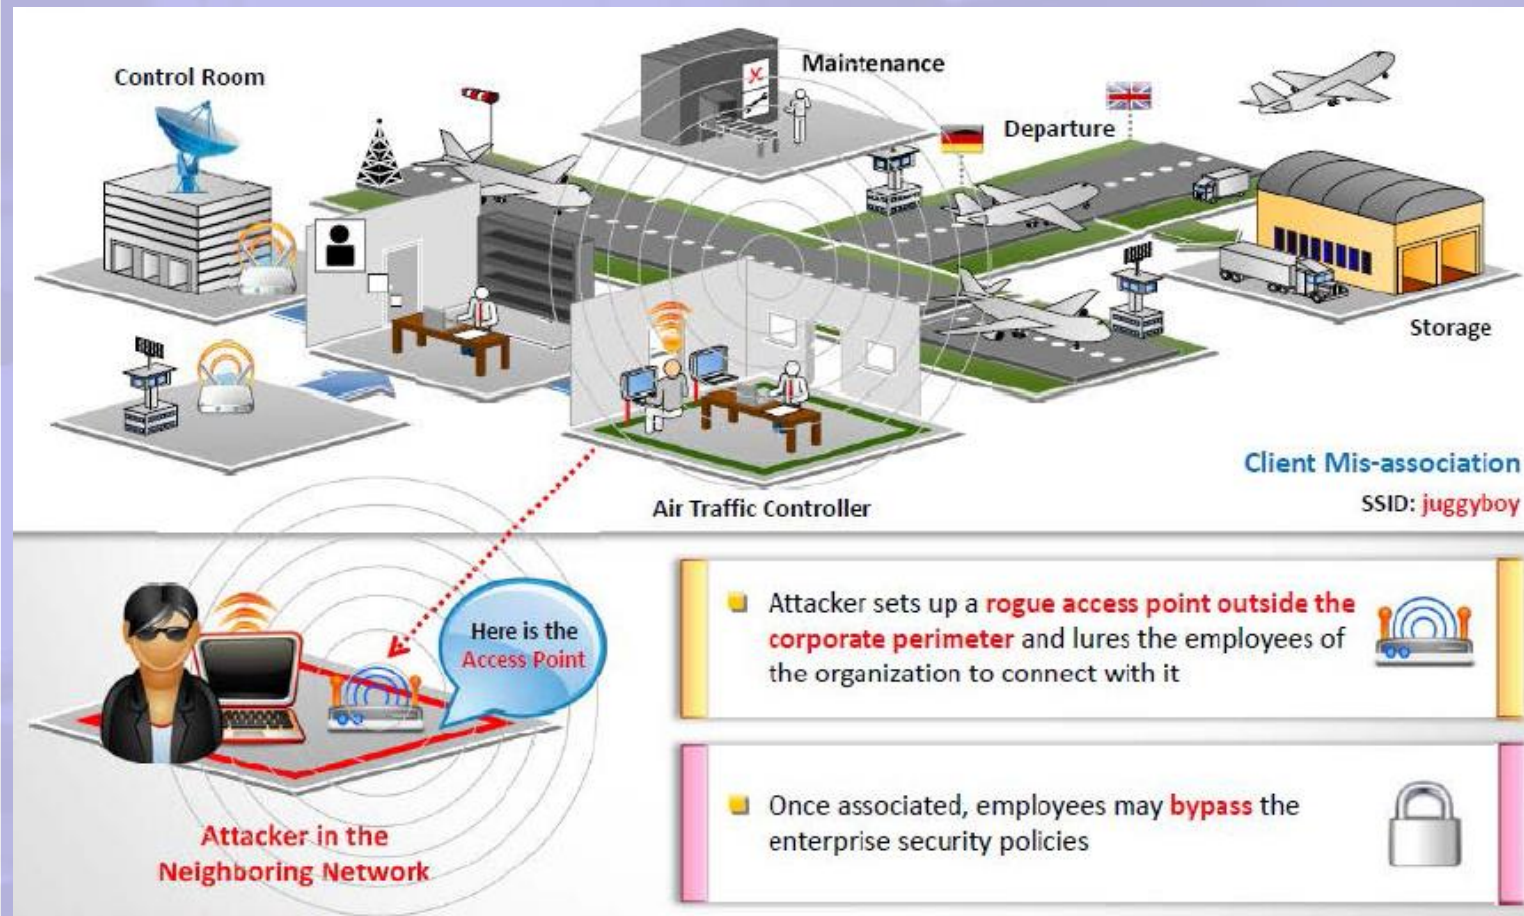 Control Room
Maintenance
Departure
Storage
Air Traffic Controller
Client Mis-association
SSID: juggyboy
Here is the
Access Point
Attacker in the
Neighboring Network
Attacker sets up a rogue access point outside the
corporate perimeter and lures the employees of
the organization to connect with it
Once associated, employees may bypass the
enterprise security policies